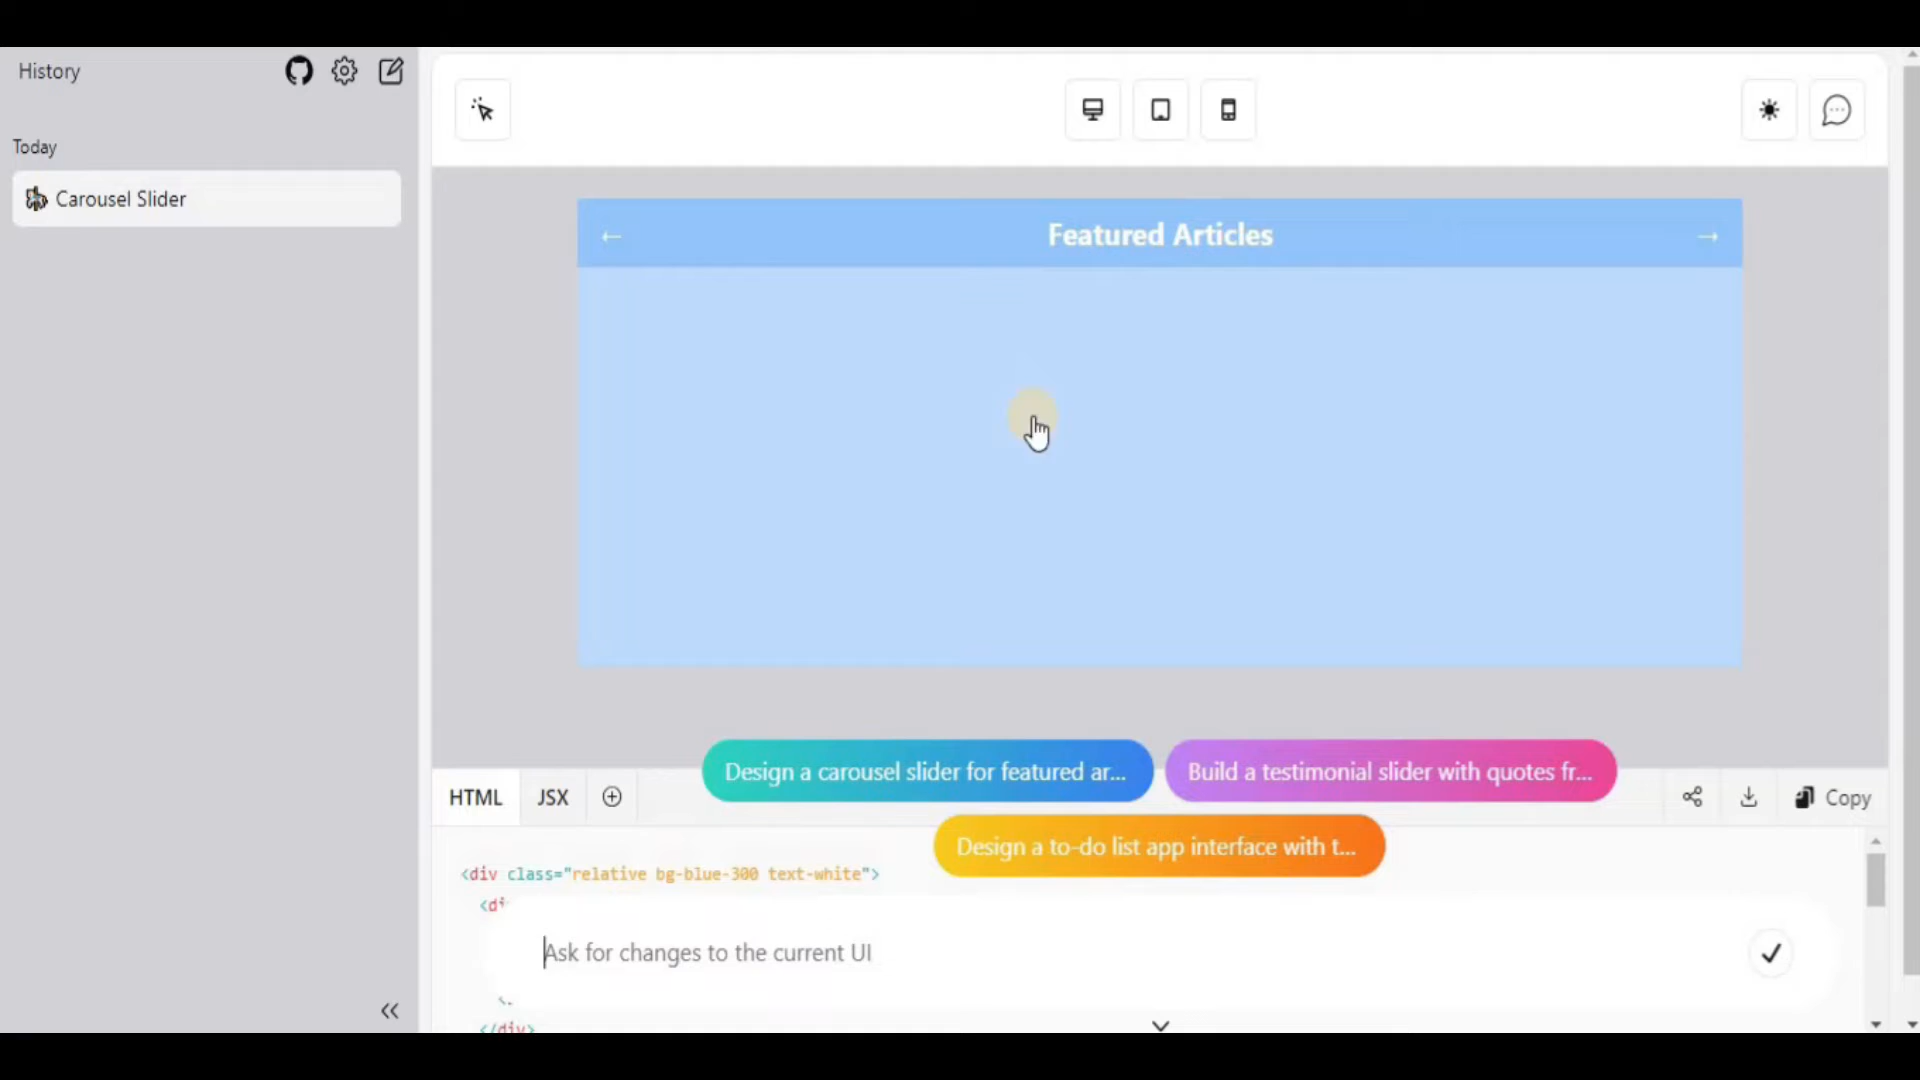 History
Today
Carousel Slider
← Featured Articles →
Design a carousel slider for featured ar...
Build a testimonial slider with quotes fr...
Design a to-do list app interface with t...
HTML
JSX
Copy
<div class="relative bg-blue-300 text-white">
<di
Ask for changes to the current UI
</div>